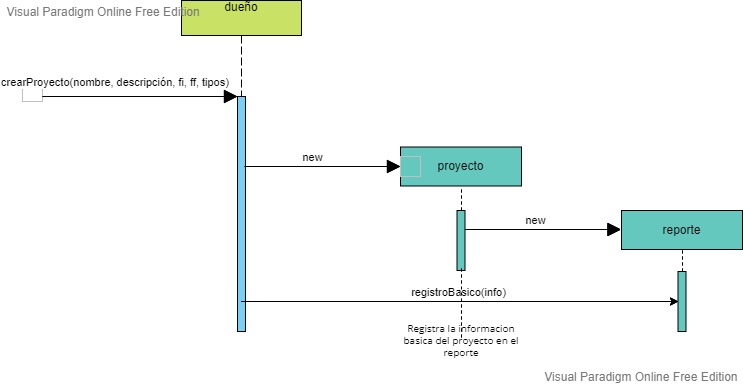 Visual Paradigm Online Free Edition
dueño
crearProyecto(nombre, descripción, fi, ff, tipos)
new
proyecto
new
reporte
registroBasico(info)
Registra la informacion
basica del proyecto en el
reporte
Visual Paradigm Online Free Edition